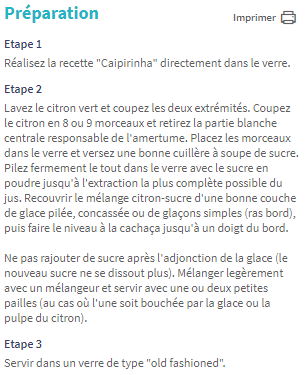 Préparation
Imprimer
Etape 1
Réalisez la recette "Caipirinha" directement dans le verre.
Etape 2
Lavez le citron vert et coupez les deux extrémités. Coupez
le citron en 8 ou 9 morceaux et retirez la partie blanche
centrale responsable de l'amertume. Placez les morceaux
dans le verre et versez une bonne cuillère à soupe de sucre.
Pilez fermement le tout dans le verre avec le sucre en
poudre jusqu'à l'extraction la plus complète possible du
jus. Recouvrir le mélange citron-sucre d'une bonne couche
de glace pilée, concassée ou de glaçons simples (ras bord),
puis faire le niveau à la cachaça jusqu'à un doigt du bord.
Ne pas rajouter de sucre après l'adjonction de la glace (le
nouveau sucre ne se dissout plus). Mélanger legèrement
avec un mélangeur et servir avec une ou deux petites
pailles (au cas où l'une soit bouchée par la glace ou la
pulpe du citron).
Etape 3
Servir dans un verre de type "old fashioned".